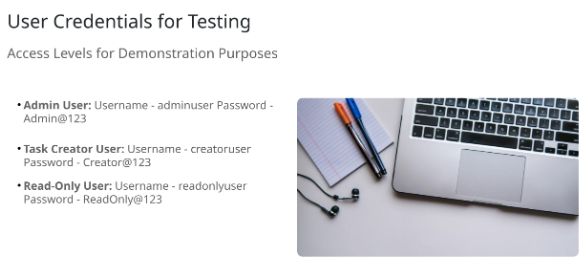 User Credentials for Testing
Access Levels for Demonstration Purposes
• Admin User: Username - adminuser Password -
Admin@123
• Task Creator User: Username - creatoruser
Password - Creator@123
• Read-Only User: Username - readonlyuser
Password - ReadOnly@123